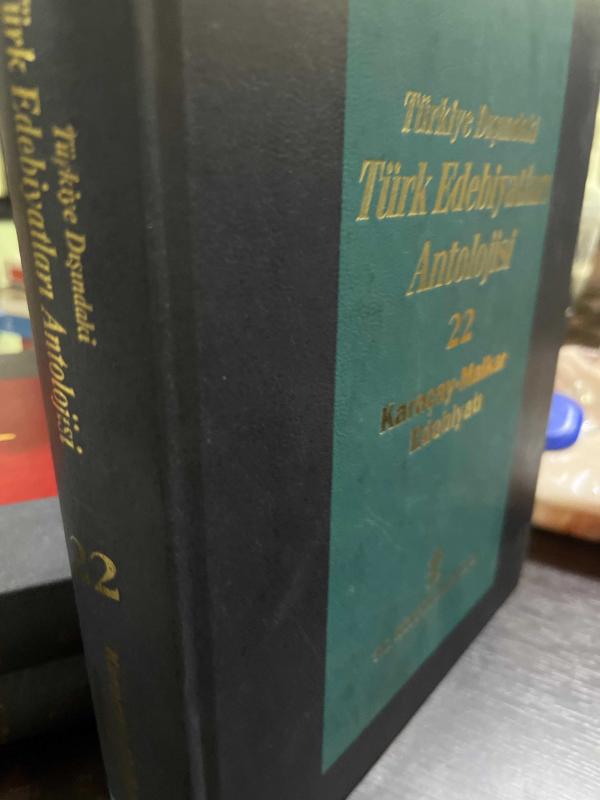 Türkiye Dışındaki
Türk Edebiyatları Antolojisi
22
Türkiye Dışındaki
Türk Edebiyatları
Antolojisi
22
Karaçay-Malkar
Edebiyatı